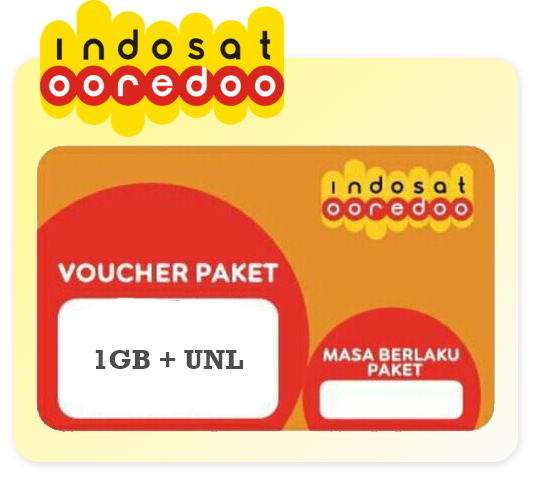 indosat
ooredoo
indosat
ooredoo
VOUCHER PAKET
1GB + UNL
MASA BERLAKU
PAKET